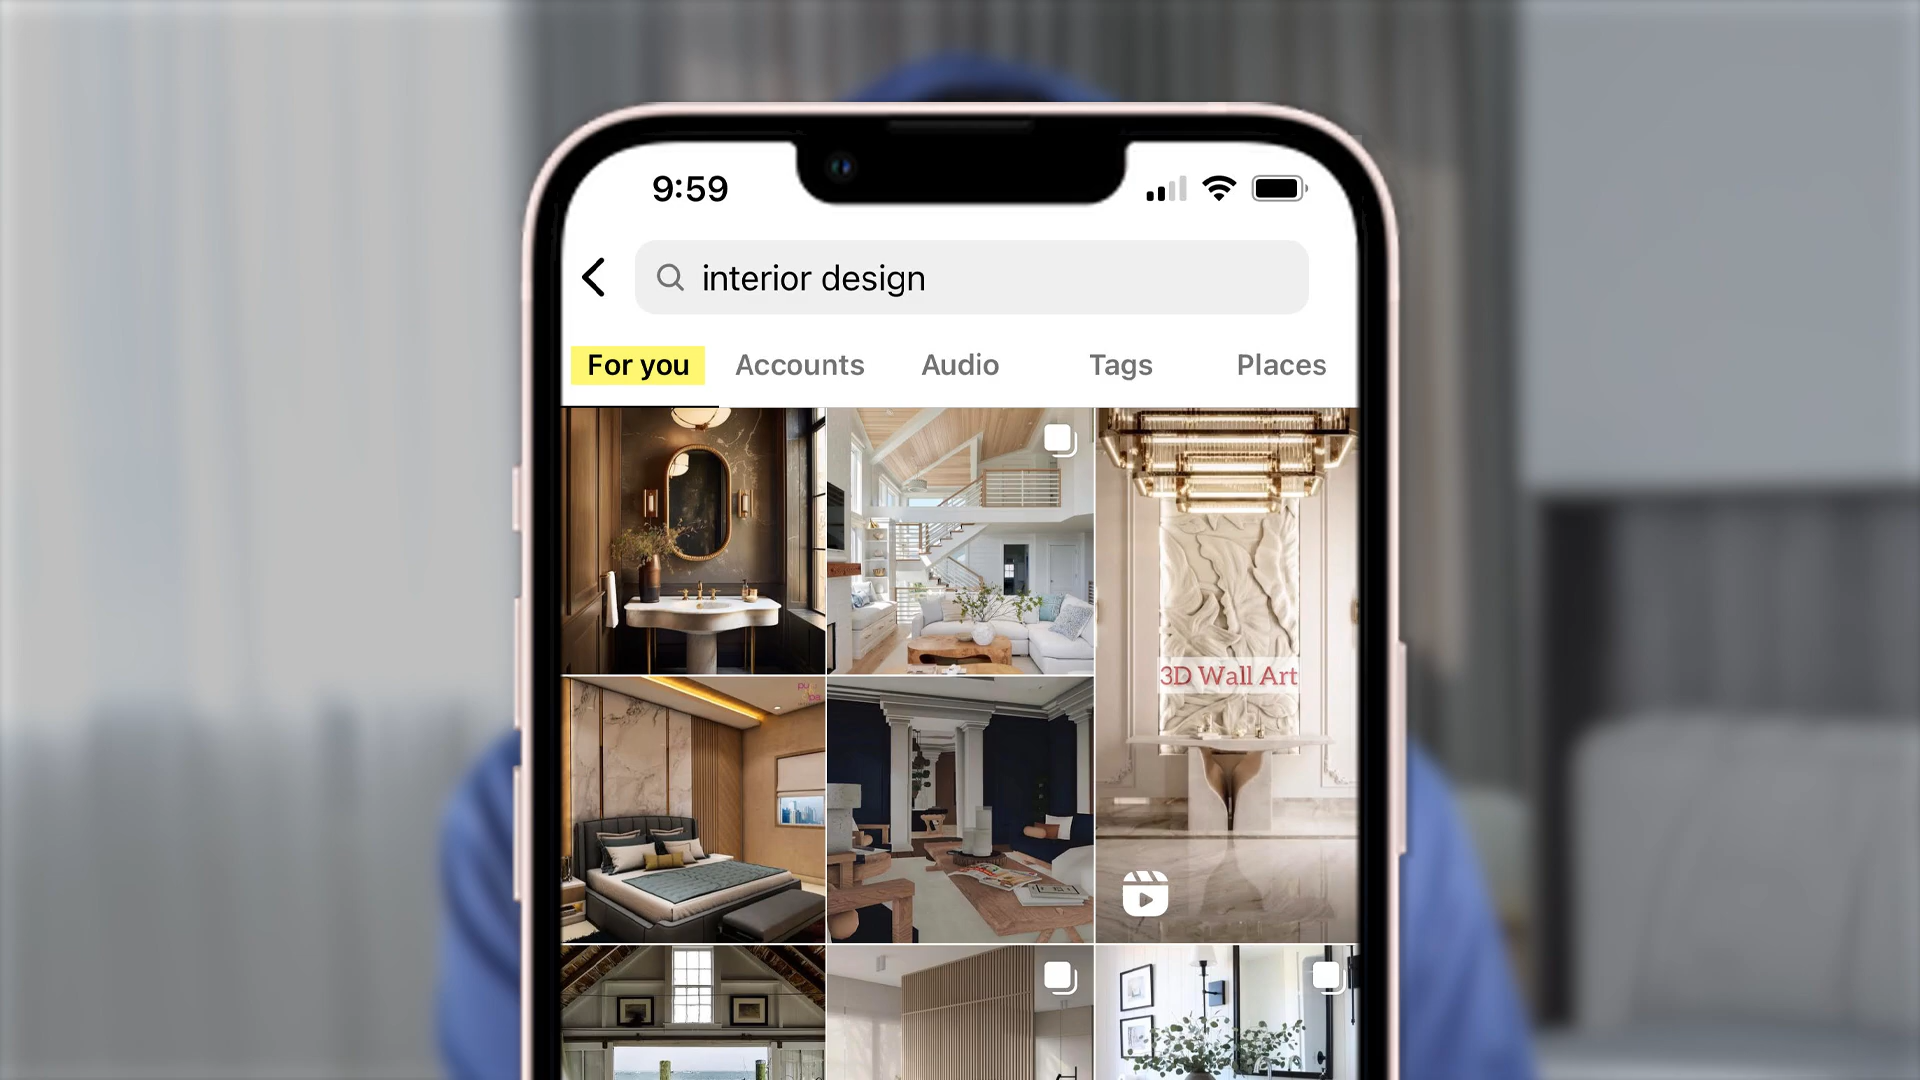 9:59
interior design
For you Accounts Audio Tags Places
3D Wall Art